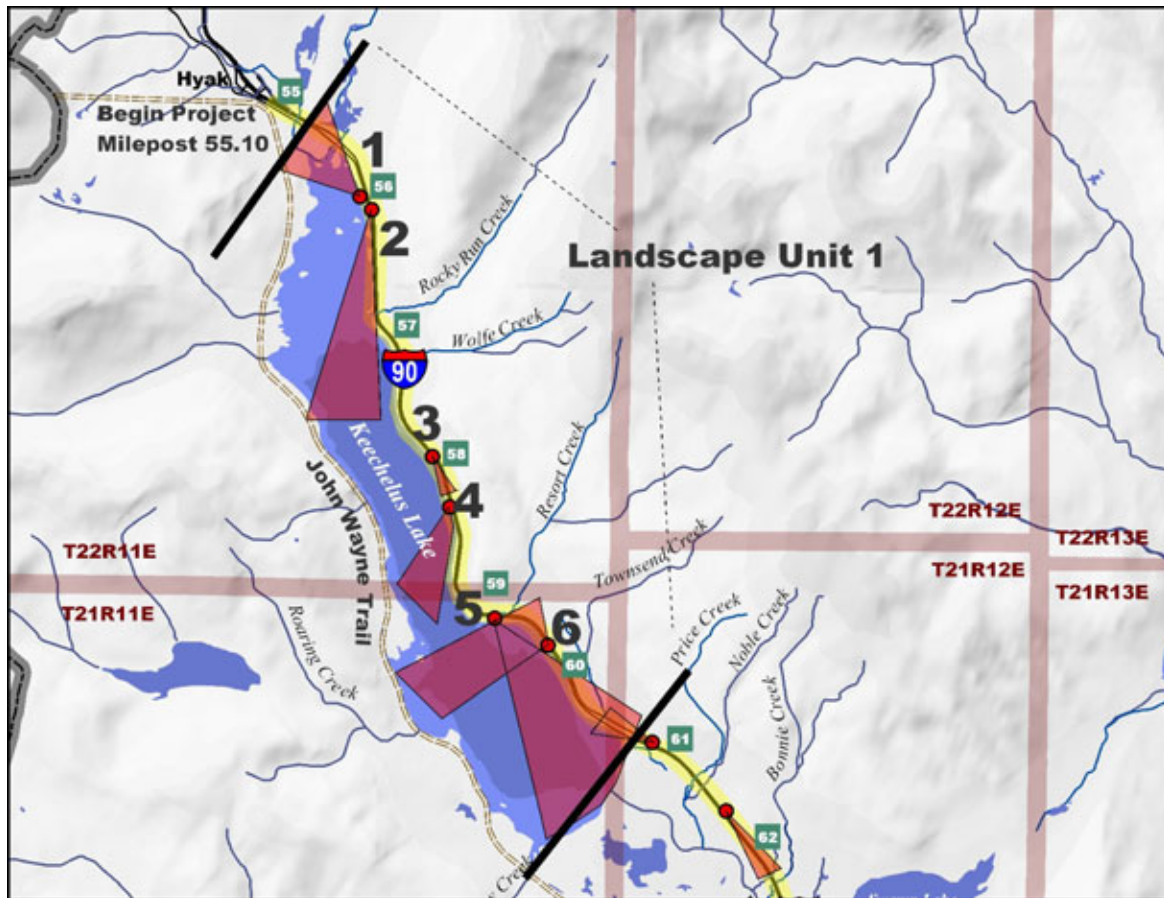 Hyak
55
Begin Project
Milepost 55.10
1
56
2
Rocky Run Creek
Landscape Unit 1
57
Wolfe Creek
90
3
58
Keechelus Lake
4
Resort Creek
John Wayne Trail
T22R11E
T22R12E
T22R13E
T21R11E
T21R12E
T21R13E
Townsend Creek
59
5
6
60
Roaring Creek
Price Creek
Noble Creek
Bonnie Creek
61
62
Creek